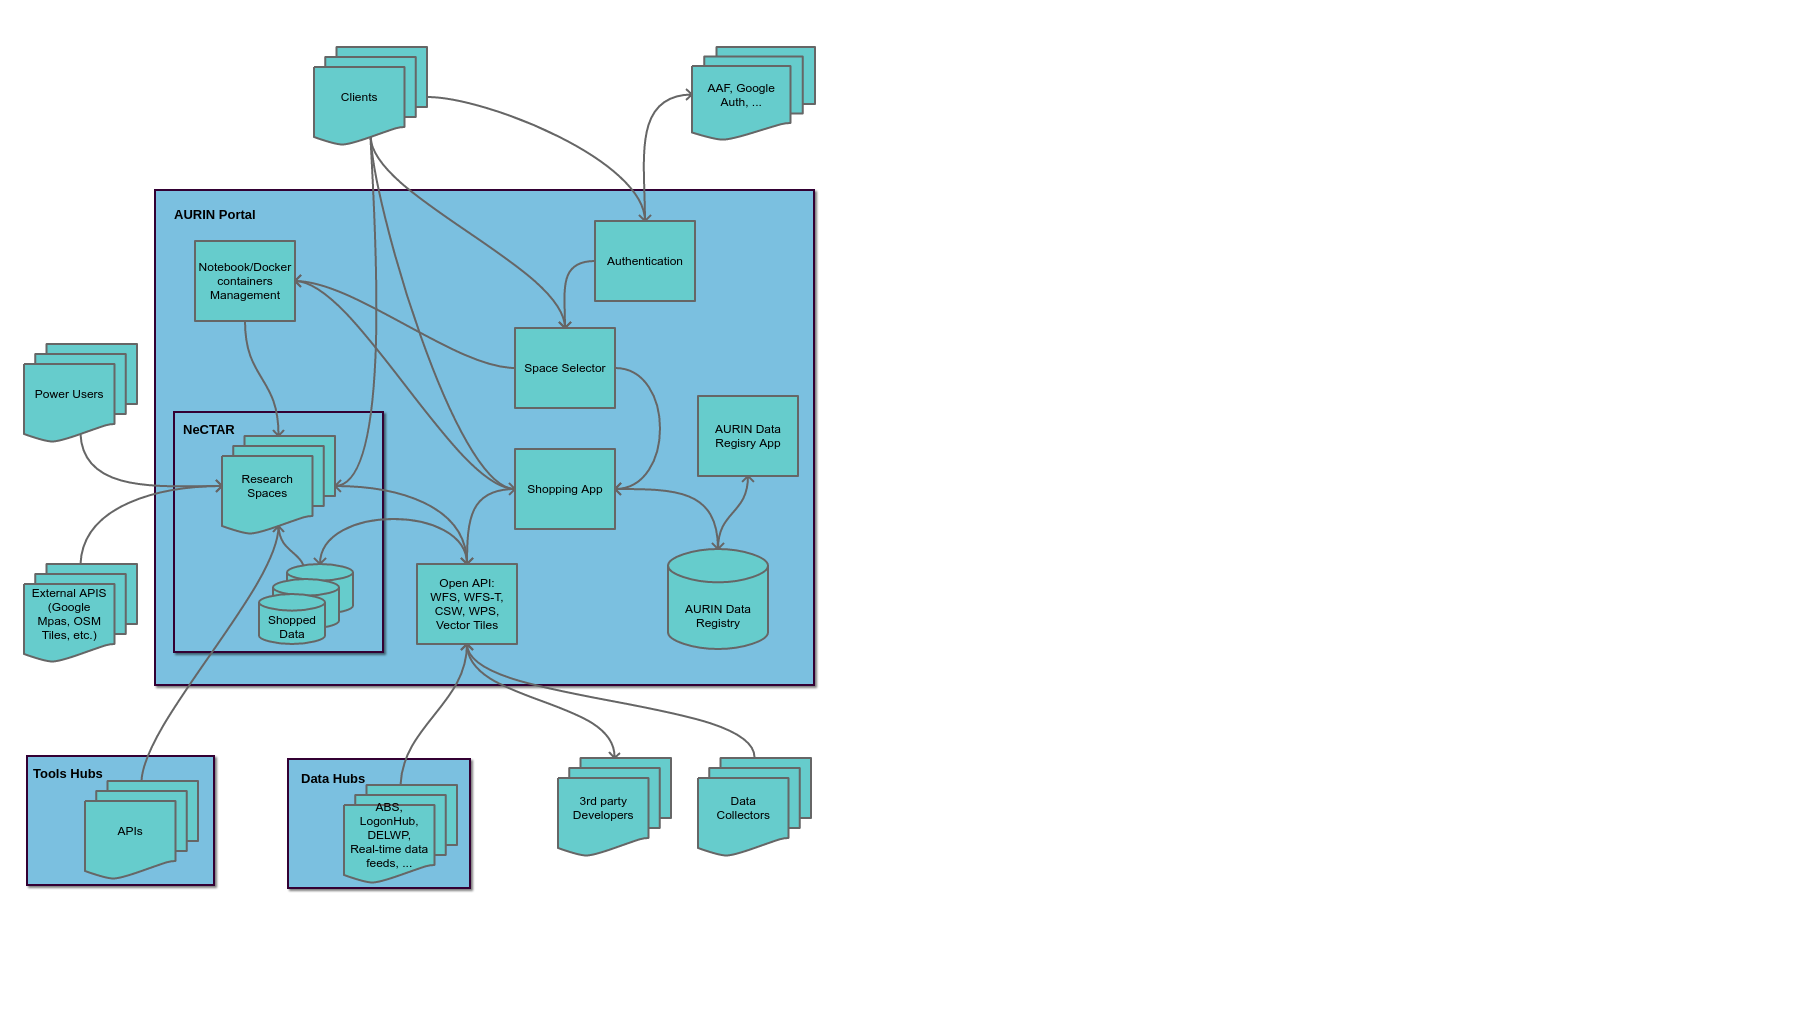 Clients
AAF, Google
Auth, ...
AURIN Portal
Notebook/Docker
containers
Management
Authentication
Space Selector
Power Users
NeCTAR
AURIN Data
Regisry App
Research
Spaces
Shopping App
External APIS
(Google
Mpas, OSM
Tiles, etc.)
Shopped
Data
Open API:
WFS, WFS-T,
CSW, WPS,
Vector Tiles
AURIN Data
Registry
Tools Hubs
APIs
Data Hubs
ABS,
LogonHub,
DELWP,
Real-time data
feeds, ...
3rd party
Developers
Data
Collectors